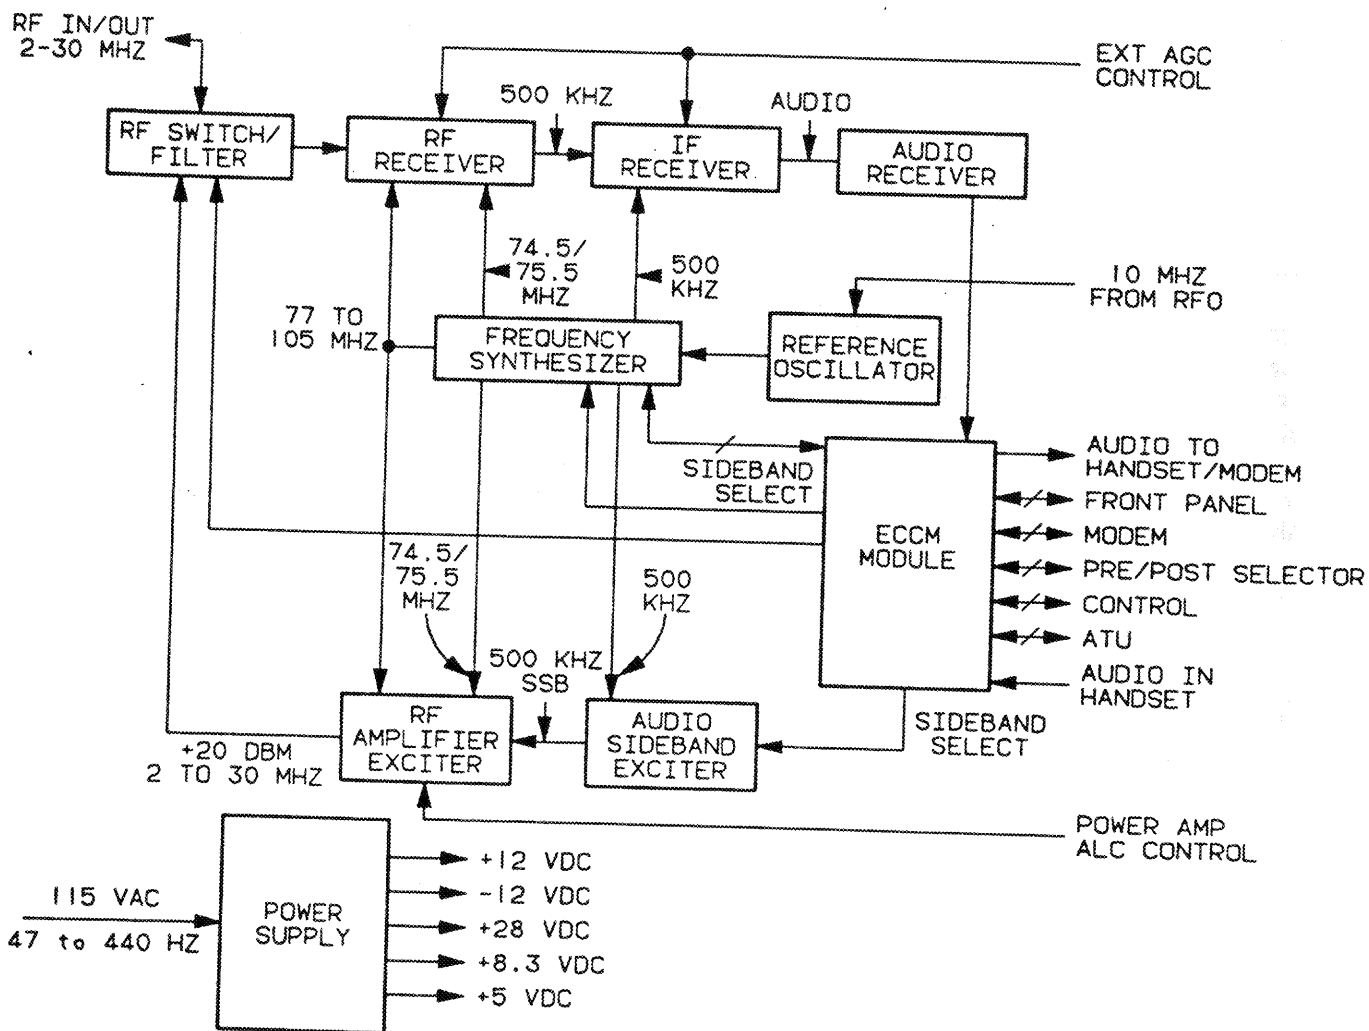 RF IN/OUT
2-30 MHZ
EXT AGC
CONTROL
500 KHZ
AUDIO
RF SWITCH/
FILTER
RF
RECEIVER
IF
RECEIVER
AUDIO
RECEIVER
74.5/
75.5
MHZ
500
KHZ
10 MHZ
FROM RFO
77 TO
105 MHZ
FREQUENCY
SYNTHESIZER
REFERENCE
OSCILLATOR
SIDEBAND
SELECT
ECCM
MODULE
AUDIO TO
HANDSET/MODEM
FRONT PANEL
MODEM
PRE/POST SELECTOR
CONTROL
ATU
AUDIO IN
HANDSET
74.5/
75.5
MHZ
500
KHZ
500 KHZ
SSB
SIDEBAND
SELECT
RF
AMPLIFIER
EXCITER
AUDIO
SIDEBAND
EXCITER
+20 DBM
2 TO 30 MHZ
POWER AMP
ALC CONTROL
115 VAC
47 to 440 HZ
POWER
SUPPLY
+12 VDC
-12 VDC
+28 VDC
+8.3 VDC
+5 VDC